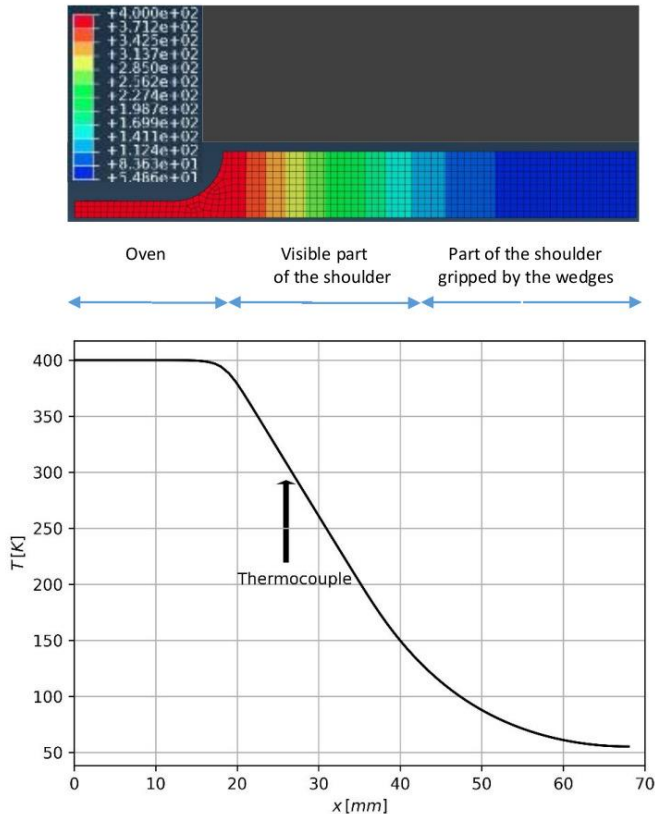 +4.000e+02
+3.712e+02
+3.425e+02
+3.137e+02
+2.850e+02
+2.562e+02
+2.274e+02
+1.987e+02
+1.699e+02
+1.411e+02
+1.124e+02
+8.363e+01
+5.486e+01
Oven
Visible part
of the shoulder
Part of the shoulder
gripped by the wedges
400
350
300
250
200
150
100
50
T [K]
Thermocouple
0 10 20 30 40 50 60 70
x [mm]